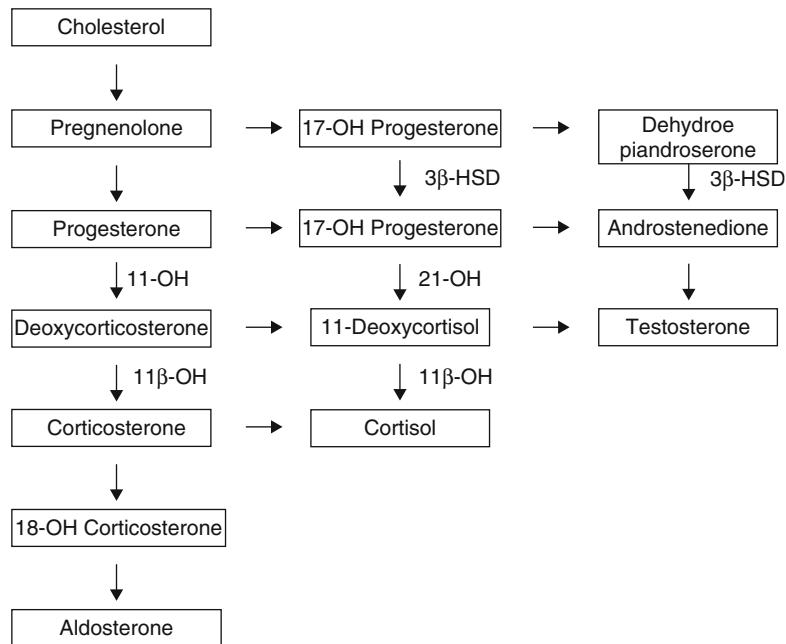 Cholesterol
Pregnenolone
17-OH Progesterone
Dehydroe
piandroserone
3β-HSD
3β-HSD
Progesterone
17-OH Progesterone
Androstenedione
11-OH
21-OH
Deoxycorticosterone
11-Deoxycortisol
Testosterone
11β-OH
11β-OH
Corticosterone
Cortisol
18-OH Corticosterone
Aldosterone